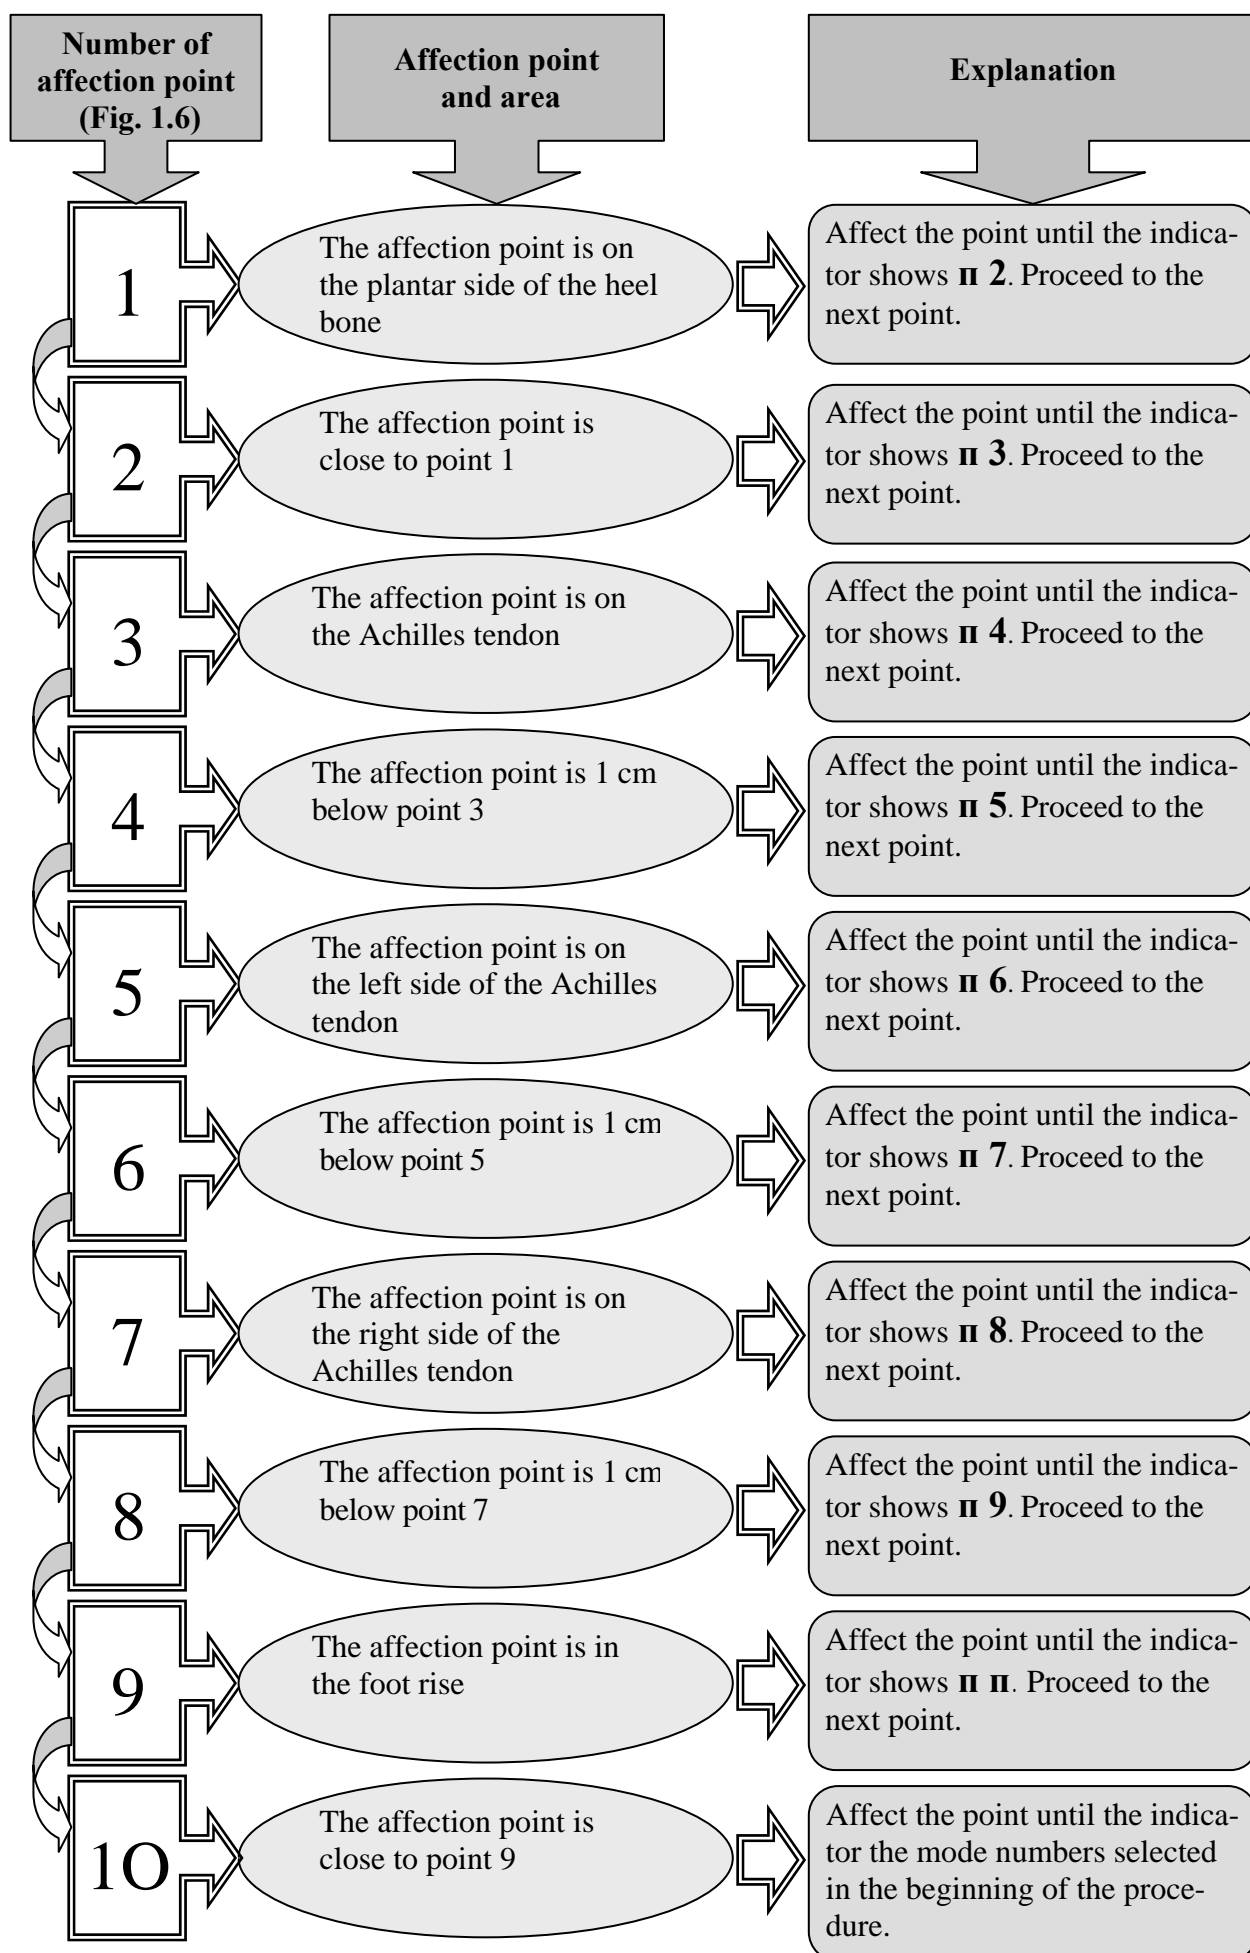 Number of
affection point
(Fig. 1.6)
Affection point
and area
Explanation
1
The affection point is on
the plantar side of the heel
bone
Affect the point until the indica-
tor shows п 2. Proceed to the
next point.
2
The affection point is
close to point 1
Affect the point until the indica-
tor shows п 3. Proceed to the
next point.
3
The affection point is on
the Achilles tendon
Affect the point until the indica-
tor shows п 4. Proceed to the
next point.
4
The affection point is 1 cm
below point 3
Affect the point until the indica-
tor shows п 5. Proceed to the
next point.
5
The affection point is on
the left side of the Achilles
tendon
Affect the point until the indica-
tor shows п 6. Proceed to the
next point.
6
The affection point is 1 cm
below point 5
Affect the point until the indica-
tor shows п 7. Proceed to the
next point.
7
The affection point is on
the right side of the
Achilles tendon
Affect the point until the indica-
tor shows п 8. Proceed to the
next point.
8
The affection point is 1 cm
below point 7
Affect the point until the indica-
tor shows п 9. Proceed to the
next point.
9
The affection point is in
the foot rise
Affect the point until the indica-
tor shows п п. Proceed to the
next point.
1O
The affection point is
close to point 9
Affect the point until the indica-
tor the mode numbers selected
in the beginning of the proce-
dure.